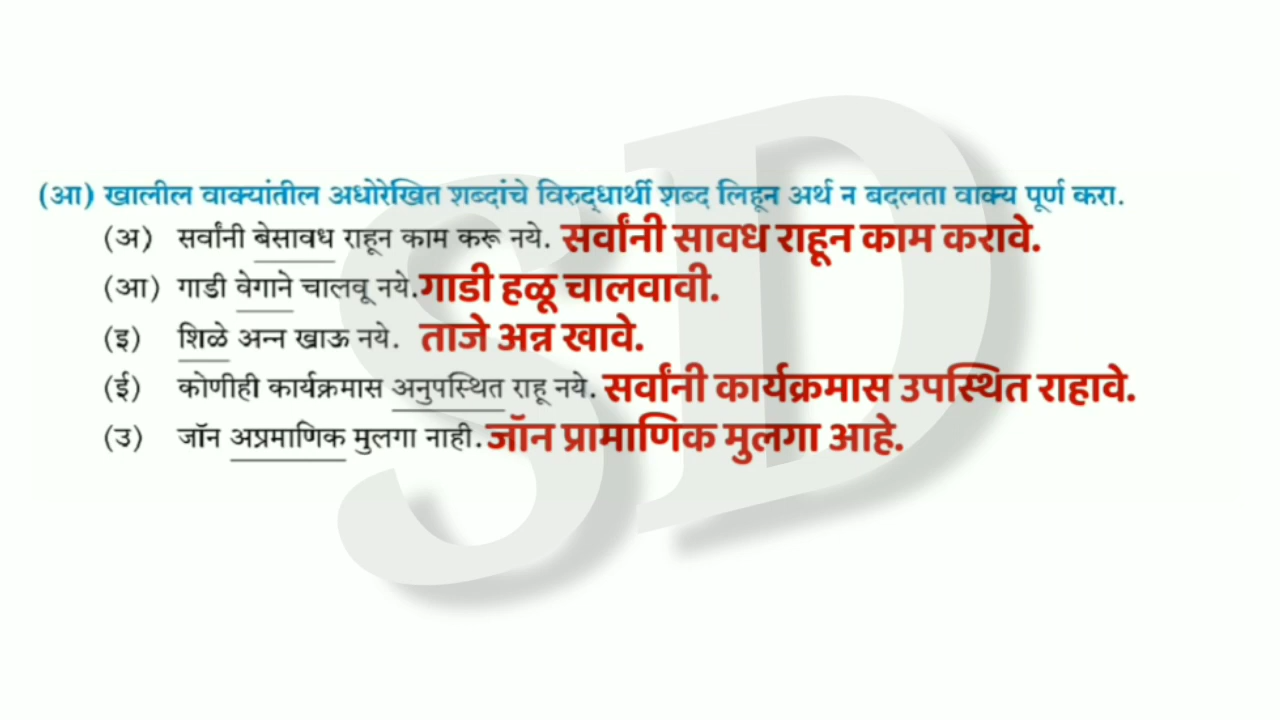 (आ) खालील वाक्यांतील अधोरेखित शब्दांचे विरुद्धार्थी शब्द लिहून अर्थ न बदलता वाक्य पूर्ण करा.
(अ) सर्वांनी बेसावध राहून काम करू नये. सर्वांनी सावध राहून काम करावे.
(आ) गाडी वेगाने चालवू नये. गाडी हळू चालवावी.
(इ) शिळे अन्न खाऊ नये. ताजे अन्न खावे.
(ई) कोणीही कार्यक्रमास अनुपस्थित राहू नये. सर्वांनी कार्यक्रमास उपस्थित राहावे.
(उ) जॉन अप्रमाणिक मुलगा नाही. जॉन प्रामाणिक मुलगा आहे.
SD